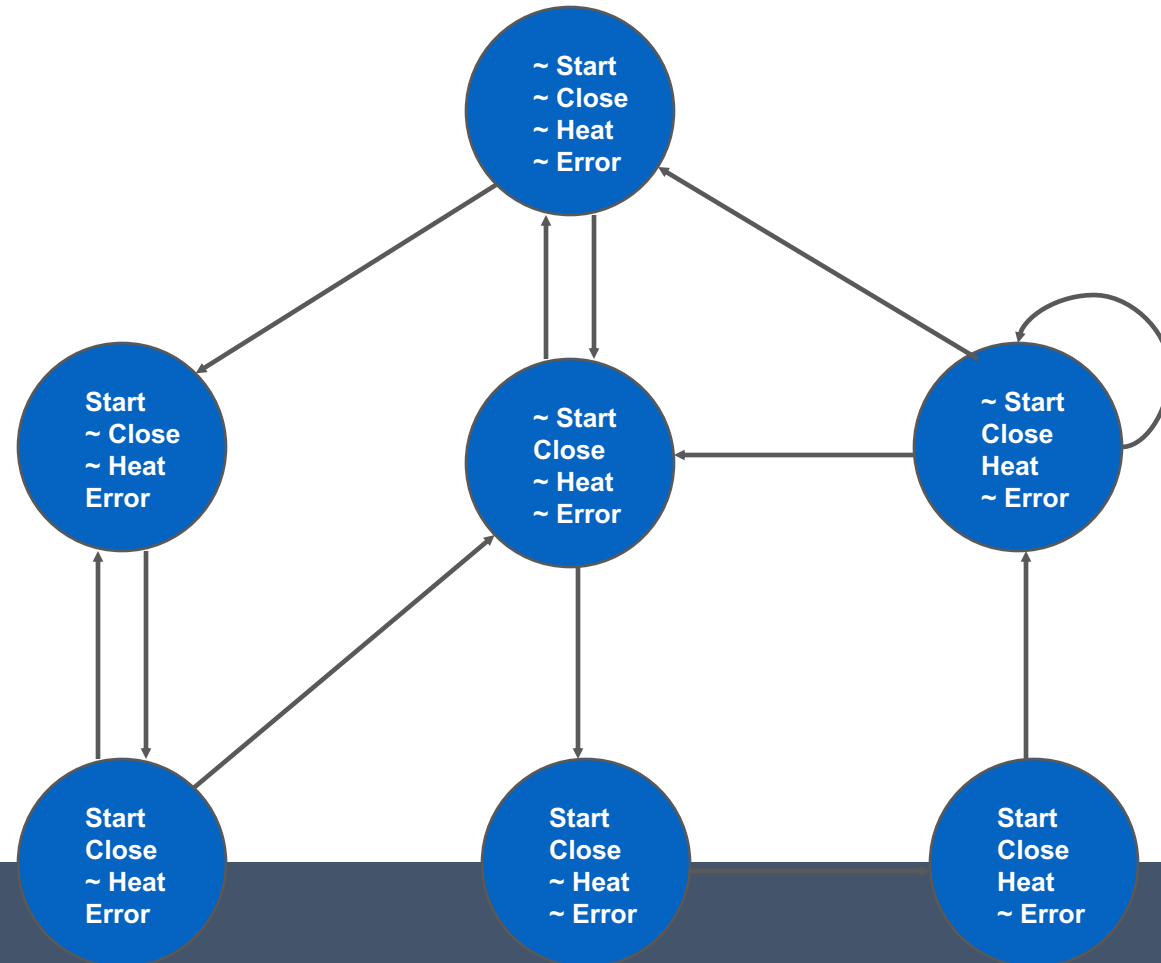 ~ Start
~ Close
~ Heat
~ Error
Start
~ Close
~ Heat
Error
~ Start
Close
~ Heat
~ Error
~ Start
Close
Heat
~ Error
Start
Close
~ Heat
Error
Start
Close
~ Heat
~ Error
Start
Close
Heat
~ Error